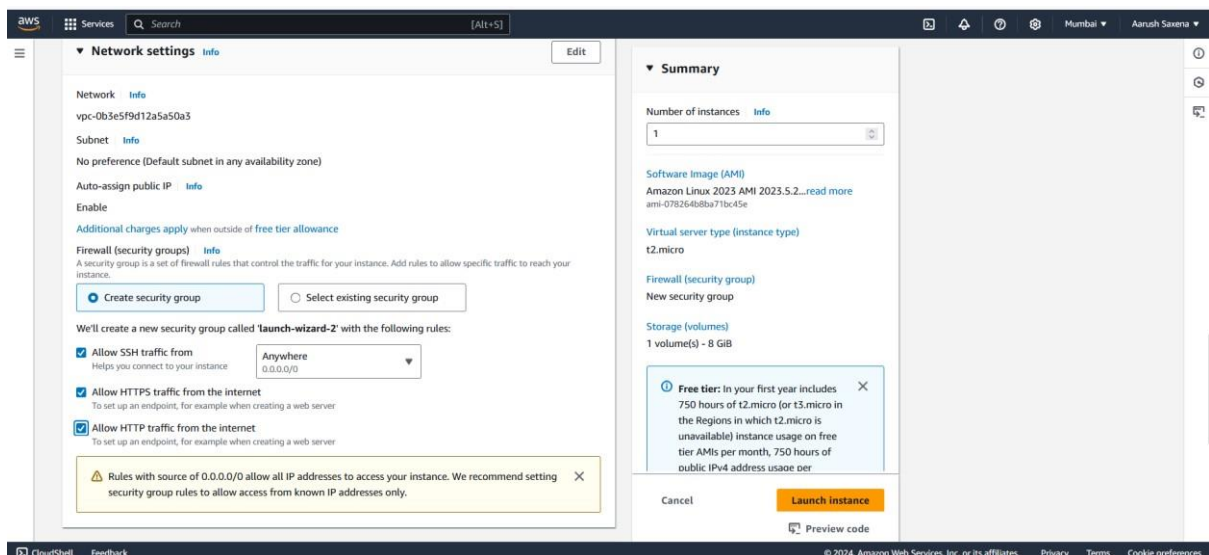 aws
Services
Search
[Alt+S]
Mumbai ▼
Aarush Saxena ▼
▼ Network settings Info
Edit
Network Info
vpc-0b3e5f9d12a5a50a3
Subnet Info
No preference (Default subnet in any availability zone)
Auto-assign public IP Info
Enable
Additional charges apply when outside of free tier allowance
Firewall (security groups) Info
A security group is a set of firewall rules that control the traffic for your instance. Add rules to allow specific traffic to reach your
instance.
Create security group
Select existing security group
We'll create a new security group called 'launch-wizard-2' with the following rules:
Allow SSH traffic from
Helps you connect to your instance
Anywhere
0.0.0.0/0
Allow HTTPS traffic from the internet
To set up an endpoint, for example when creating a web server
Allow HTTP traffic from the internet
To set up an endpoint, for example when creating a web server
Rules with source of 0.0.0.0/0 allow all IP addresses to access your instance. We recommend setting
security group rules to allow access from known IP addresses only.
▼ Summary
Number of instances Info
1
Software Image (AMI)
Amazon Linux 2023 AMI 2023.5.2...read more
ami-078264b8ba71bc45e
Virtual server type (instance type)
t2.micro
Firewall (security group)
New security group
Storage (volumes)
1 volume(s) - 8 GiB
Free tier: In your first year includes
750 hours of t2.micro (or t3.micro in
the Regions in which t2.micro is
unavailable) instance usage on free
tier AMIs per month, 750 hours of
public IPv4 address usage per
Cancel
Launch instance
Preview code
CloudShell Feedback
© 2024, Amazon Web Services, Inc. or its affiliates. Privacy Terms Cookie preferences